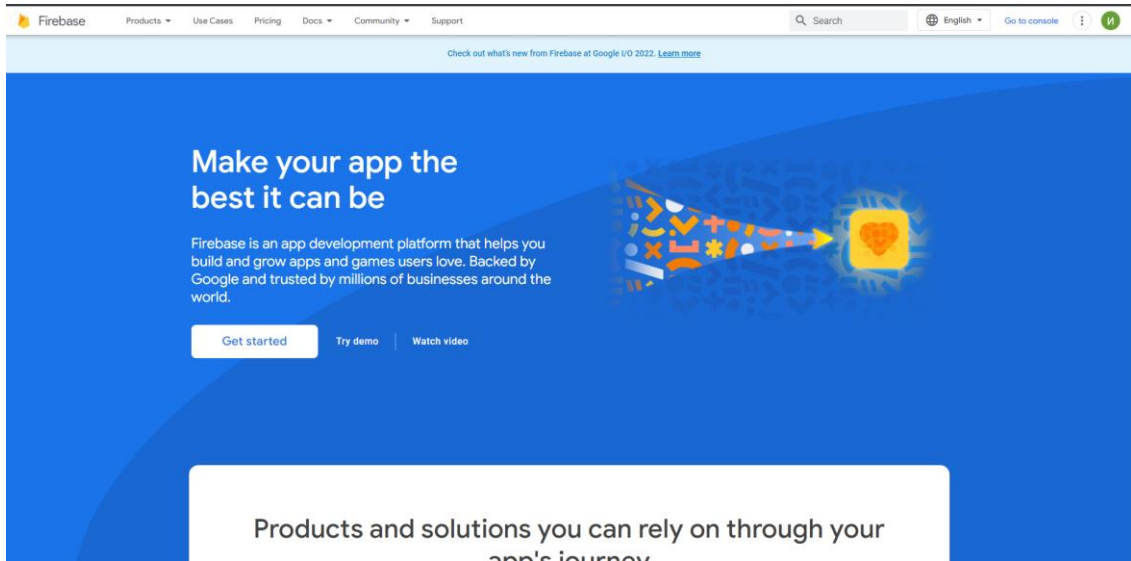 Firebase Products Use Cases Pricing Docs Community Support Search English Go to console И
Check out what's new from Firebase at Google I/O 2022. Learn more
Make your app the
best it can be
Firebase is an app development platform that helps you
build and grow apps and games users love. Backed by
Google and trusted by millions of businesses around the
world.
Get started Try demo Watch video
Products and solutions you can rely on through your
app's journey